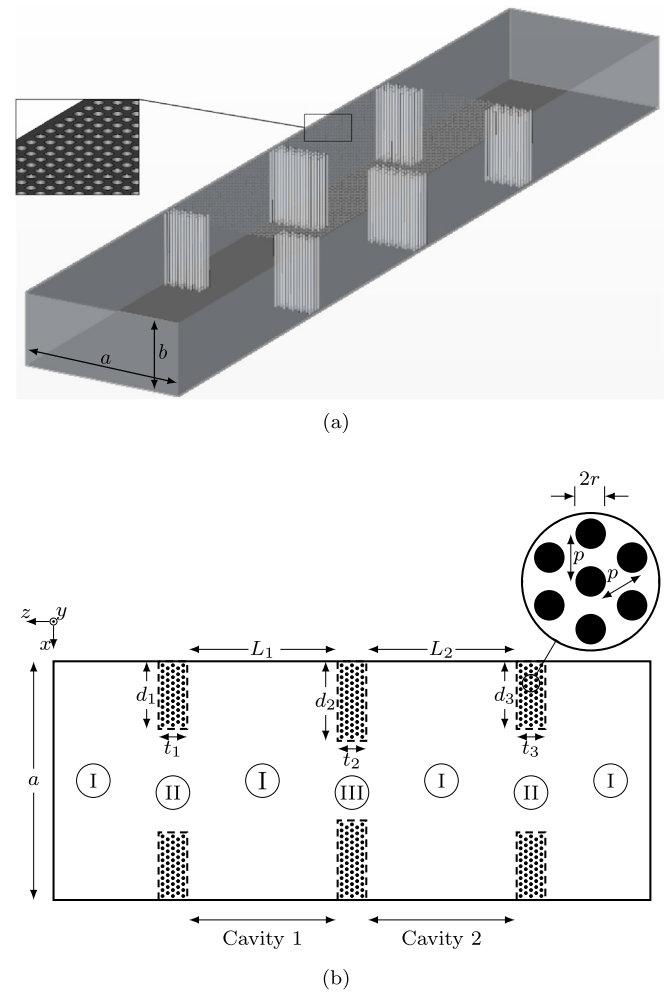 a
b
(a)
2r
p
p
z
y
x
L₁
L₂
d₁
d₂
d₃
t₁
t₂
t₃
a
I
II
I
III
I
II
I
Cavity 1
Cavity 2
(b)